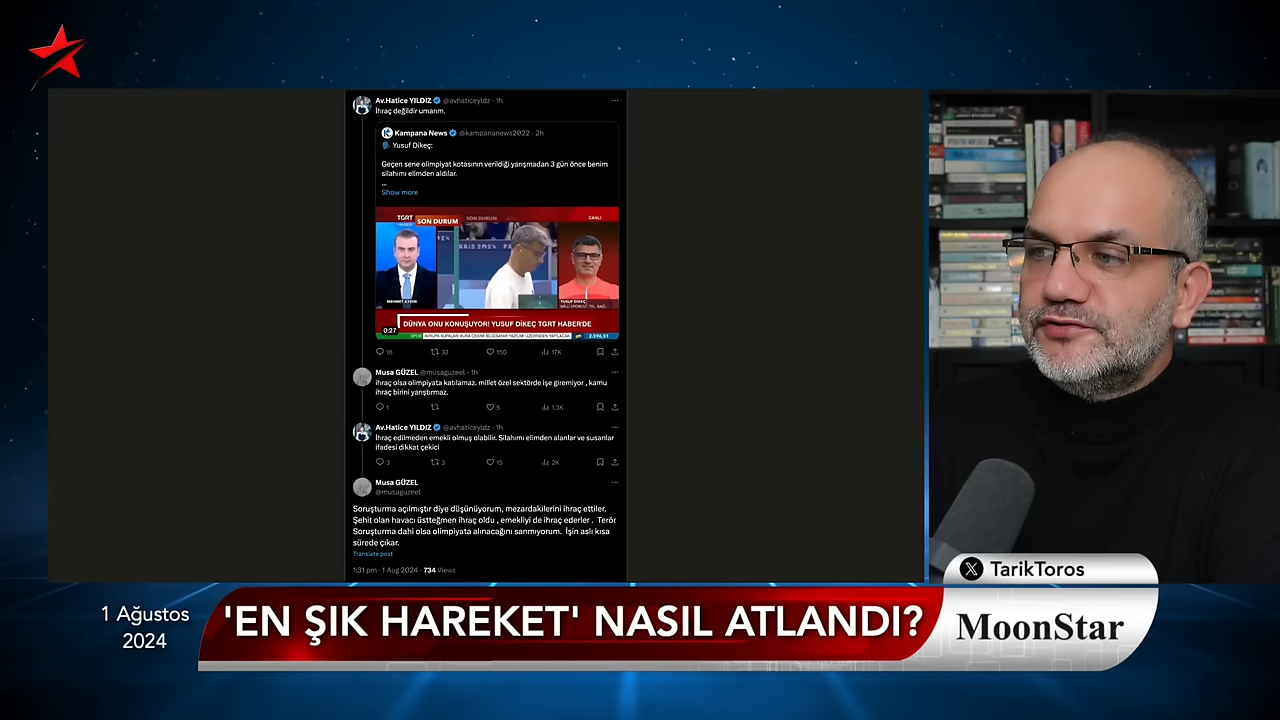 Av.Hatice YILDIZ @avhaticeyldz · 1h
İhraç değildir umarım.
Kampana News @kampananews2022 · 2h
Yusuf Dikeç:
Geçen sene olimpiyat kotasının verildiği yarışmadan 3 gün önce benim
silahımı elimden aldılar.
...
Show more
TGRT HABER SON DURUM SON DURUM CANLI
MEHMET AYDIN
YUSUF DİKEÇ
DÜNYA ONU KONUŞUYOR! YUSUF DİKEÇ TGRT HABER'DE
0:27
16 32 150 17K
Musa GÜZEL @musaguzeel · 1h
ihraç olsa olimpiyata katılamaz. millet özel sektörde işe giremiyor , kamu
ihraç birini yarıştırmaz.
1 5 1.3K
Av.Hatice YILDIZ @avhaticeyldz · 1h
İhraç edilmeden emekli olmuş olabilir. Silahımı elimden alanlar ve susanlar
ifadesi dikkat çekici
3 3 15 2K
Musa GÜZEL
@musaguzeel
Soruşturma açılmıştır diye düşünüyorum, mezardakilerini ihraç ettiler.
Şehit olan havacı üsttеğmen ihraç oldu , emekliyi de ihraç ederler . Terör
Soruşturma dahi olsa olimpiyata alınacağını sanmıyorum. İşin aslı kısa
sürede çıkar.
Translate post
1:31 pm · 1 Aug 2024 · 734 Views
X TarikToros
1 Ağustos
2024
'EN ŞIK HAREKET' NASIL ATLANDI?
MoonStar